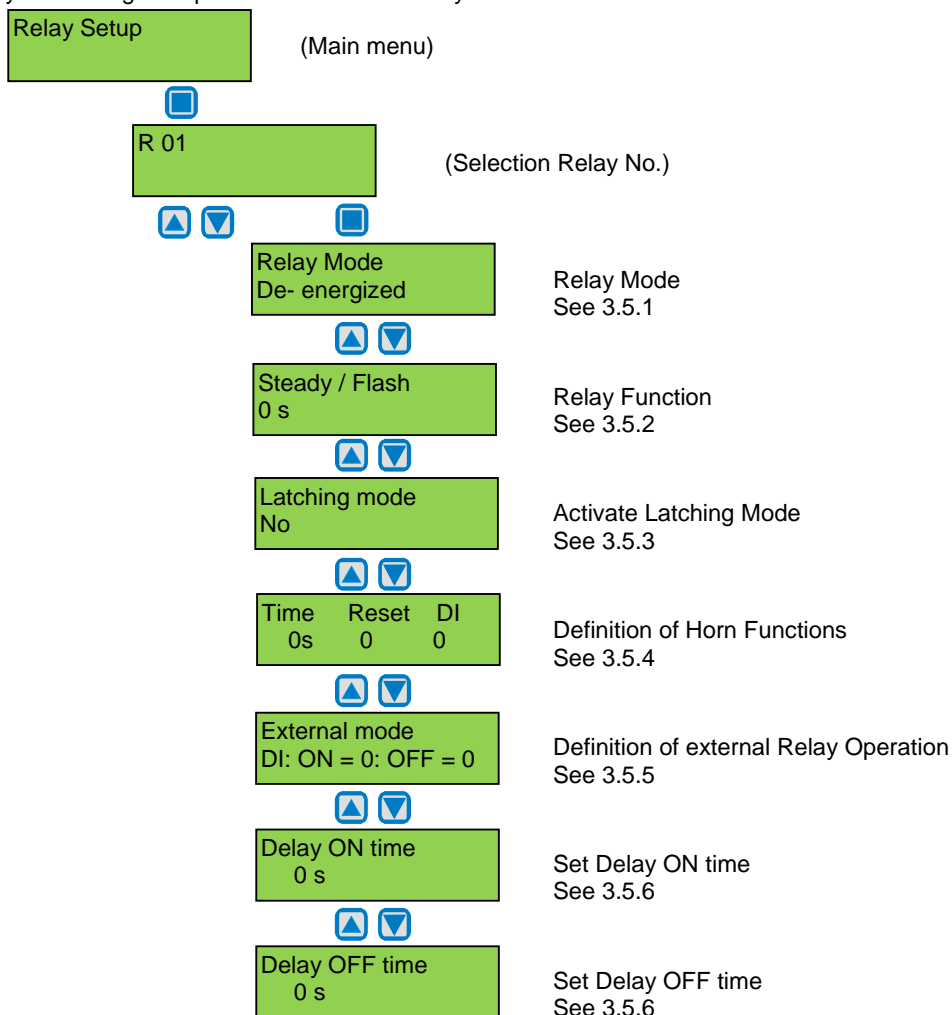 Relay Setup
(Main menu)
R 01
(Selection Relay No.)
Relay Mode
De- energized
Relay Mode
See 3.5.1
Steady / Flash
0 s
Relay Function
See 3.5.2
Latching mode
No
Activate Latching Mode
See 3.5.3
Time Reset DI
0s 0 0
Definition of Horn Functions
See 3.5.4
External mode
DI: ON = 0: OFF = 0
Definition of external Relay Operation
See 3.5.5
Delay ON time
0 s
Set Delay ON time
See 3.5.6
Delay OFF time
0 s
Set Delay OFF time
See 3.5.6